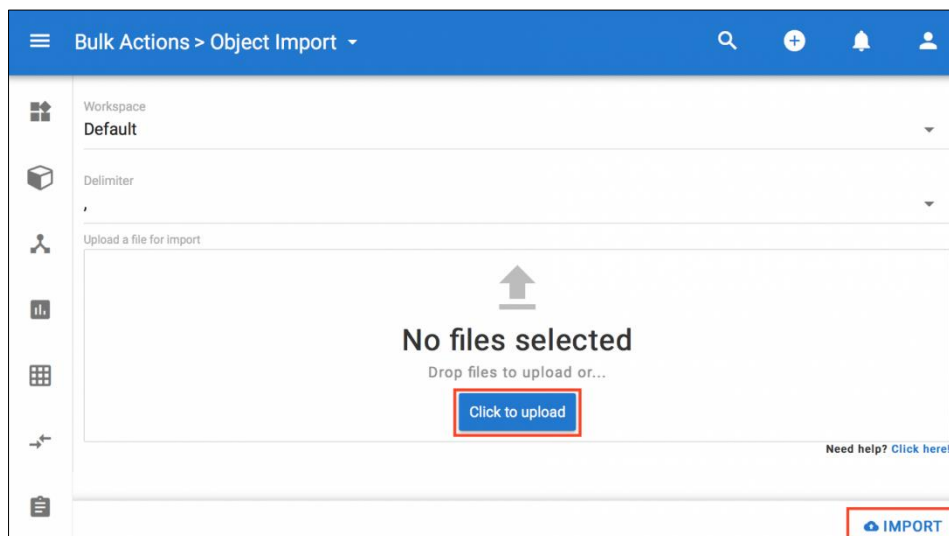 Bulk Actions > Object Import
Workspace
Default
Delimiter
,
Upload a file for import
No files selected
Drop files to upload or...
Click to upload
Need help? Click here!
IMPORT